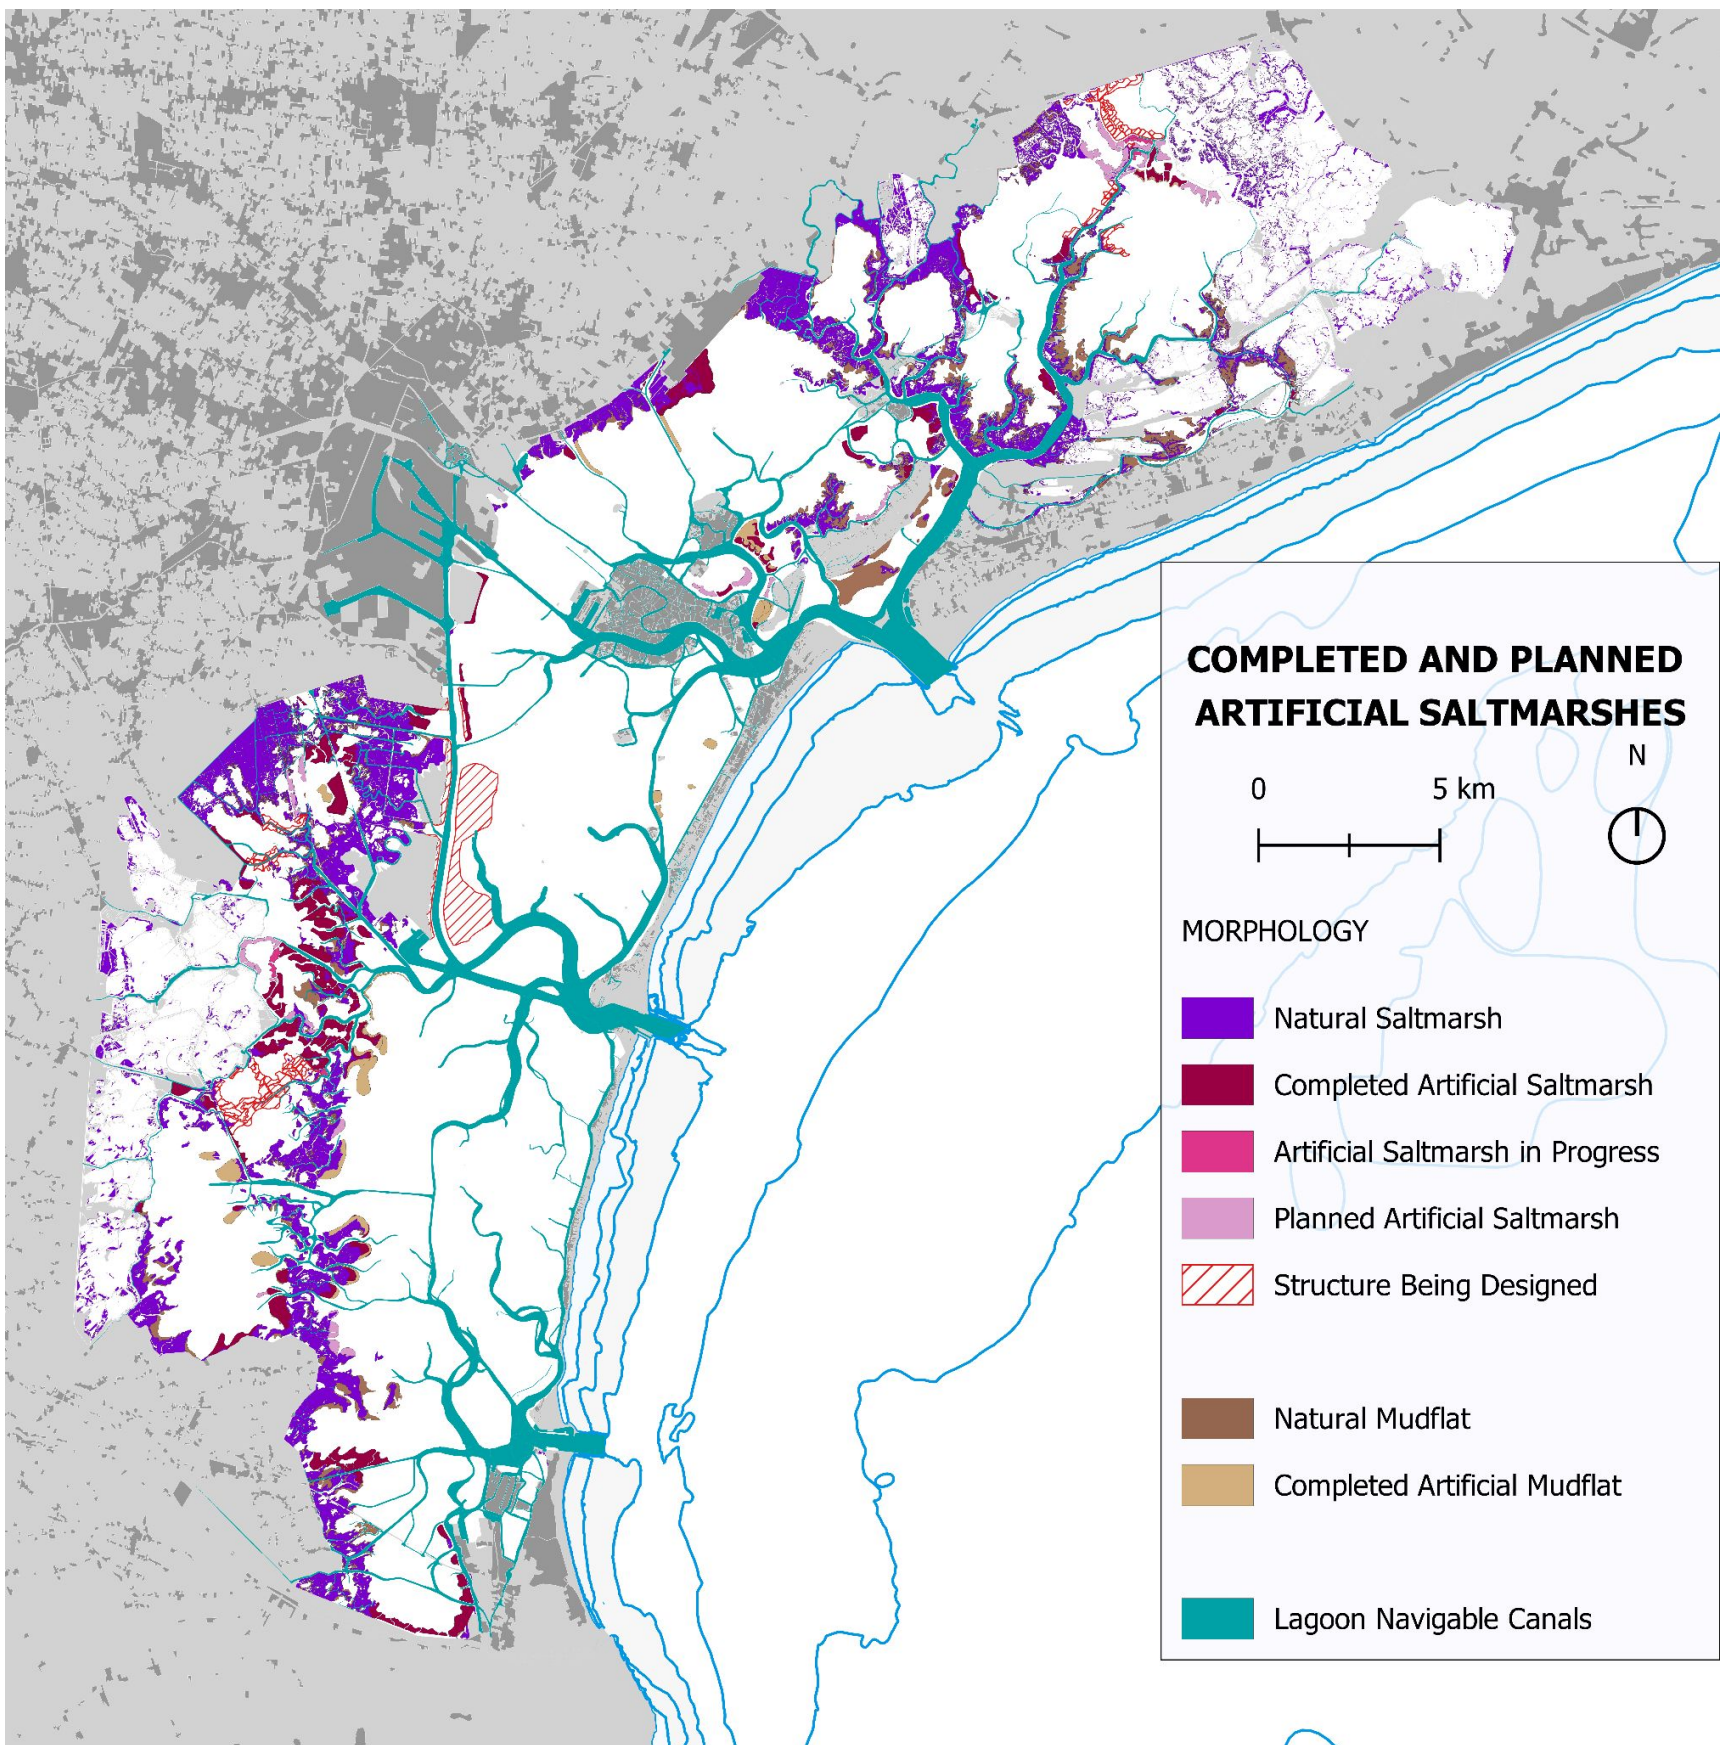 COMPLETED AND PLANNED
ARTIFICIAL SALTMARSHES
N
0 5 km
MORPHOLOGY
Natural Saltmarsh
Completed Artificial Saltmarsh
Artificial Saltmarsh in Progress
Planned Artificial Saltmarsh
Structure Being Designed
Natural Mudflat
Completed Artificial Mudflat
Lagoon Navigable Canals